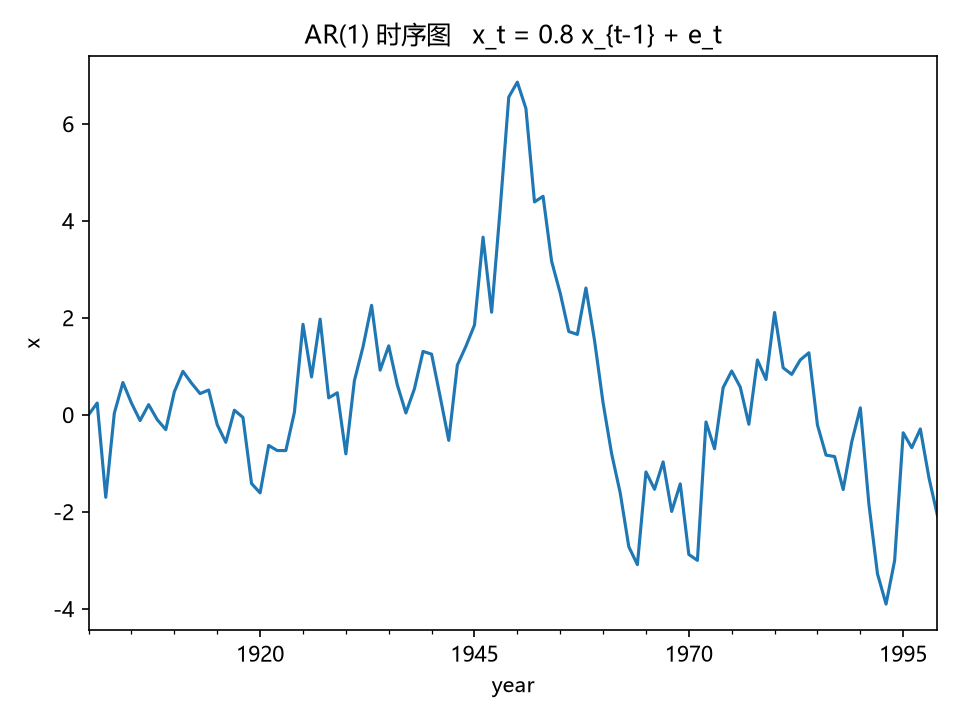 AR(1) 时序图   x_t = 0.8 x_{t-1} + e_t
6
4
2
0
-2
-4
x
1920 1945 1970 1995
year